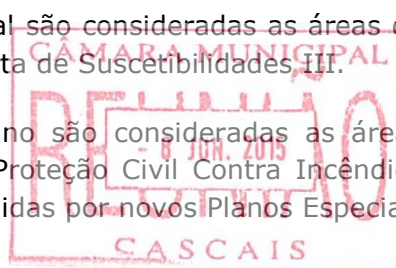 al são consideradas as áreas
CÂMARA MUNICIPAL
ta de Suscetibilidades III.
REUNIÃO
no são consideradas as área
- 8 JUN. 2015
Proteção Civil Contra Incêndi
idas por novos Planos Especia
CASCAIS